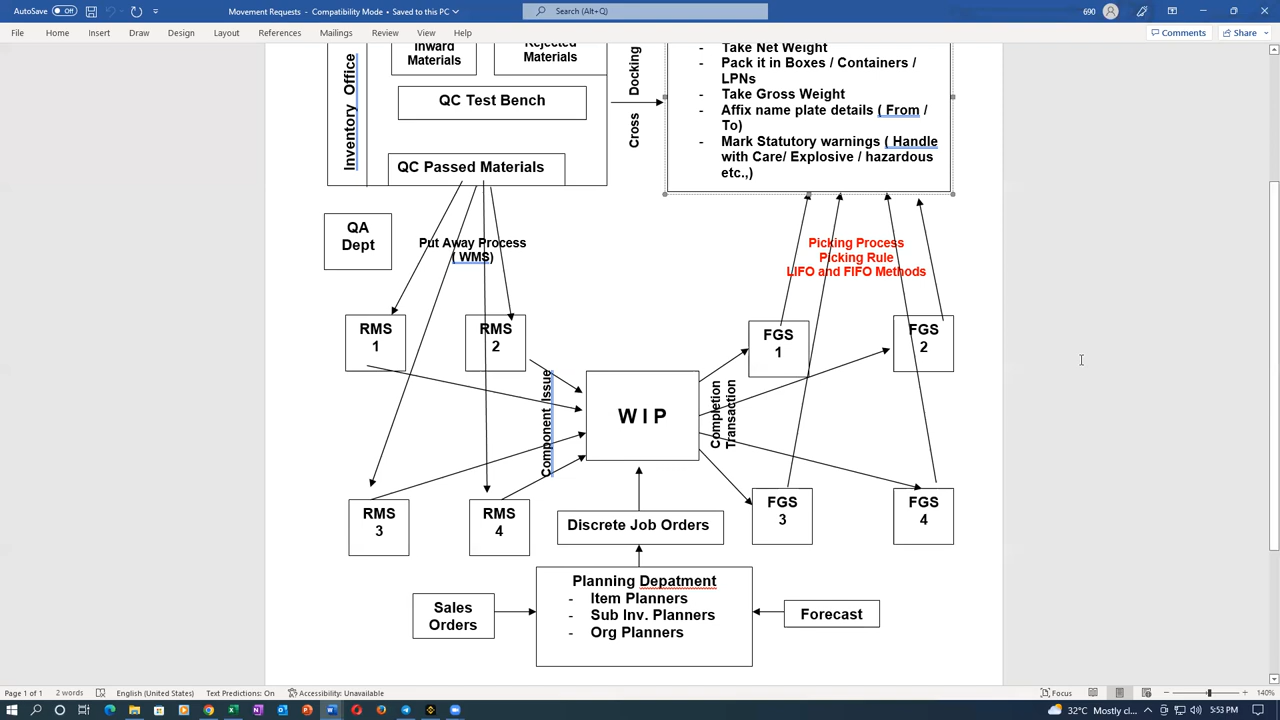 AutoSave Off
Movement Requests - Compatibility Mode • Saved to this PC
Search (Alt+Q)
690
File Home Insert Draw Design Layout References Mailings Review View Help
Comments Share
Inward
Materials
Rejected
Materials
Inventory Office
QC Test Bench
QC Passed Materials
Cross Docking
- Take Net Weight
- Pack it in Boxes / Containers /
LPNs
- Take Gross Weight
- Affix name plate details ( From /
To)
- Mark Statutory warnings ( Handle
with Care/ Explosive / hazardous
etc.,)
QA
Dept
Put Away Process
( WMS)
Picking Process
Picking Rule
LIFO and FIFO Methods
RMS
1
RMS
2
FGS
1
FGS
2
Component Issue
W I P
Completion
Transaction
RMS
3
RMS
4
FGS
3
FGS
4
Discrete Job Orders
Planning Depatment
- Item Planners
- Sub Inv. Planners
- Org Planners
Sales
Orders
Forecast
Page 1 of 1 2 words English (United States) Text Predictions: On Accessibility: Unavailable Focus 140%
32°C Mostly cl... 5:53 PM